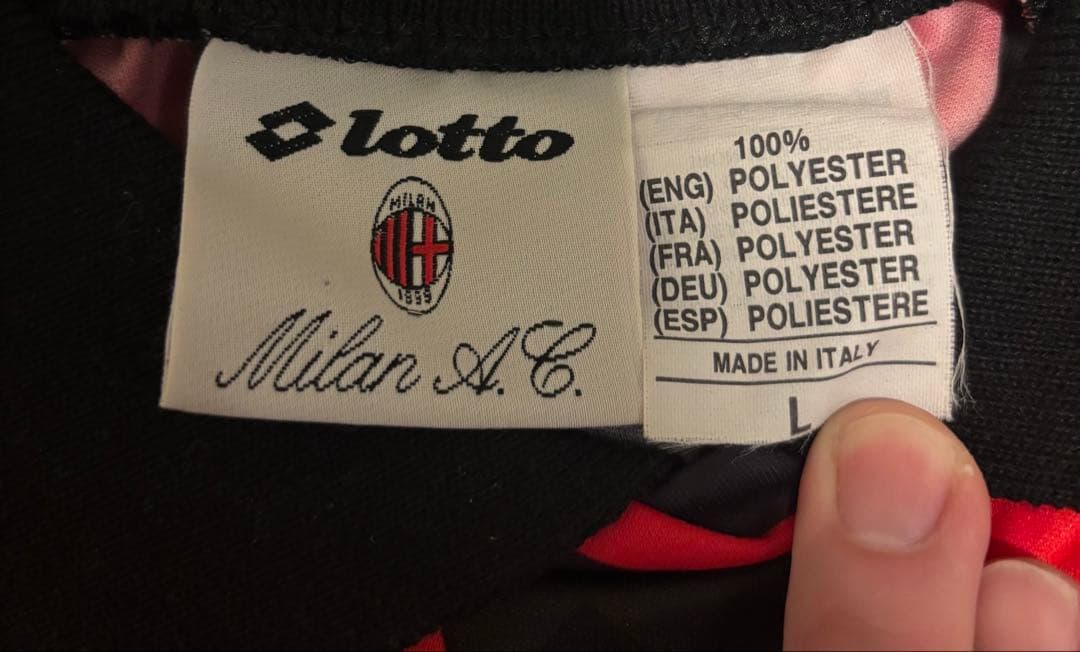 lotto
MILAN
1899
Milan A.C.
100%
(ENG) POLYESTER
(ITA) POLIESTERE
(FRA) POLYESTER
(DEU) POLYESTER
(ESP) POLIESTERE
MADE IN ITALY
L